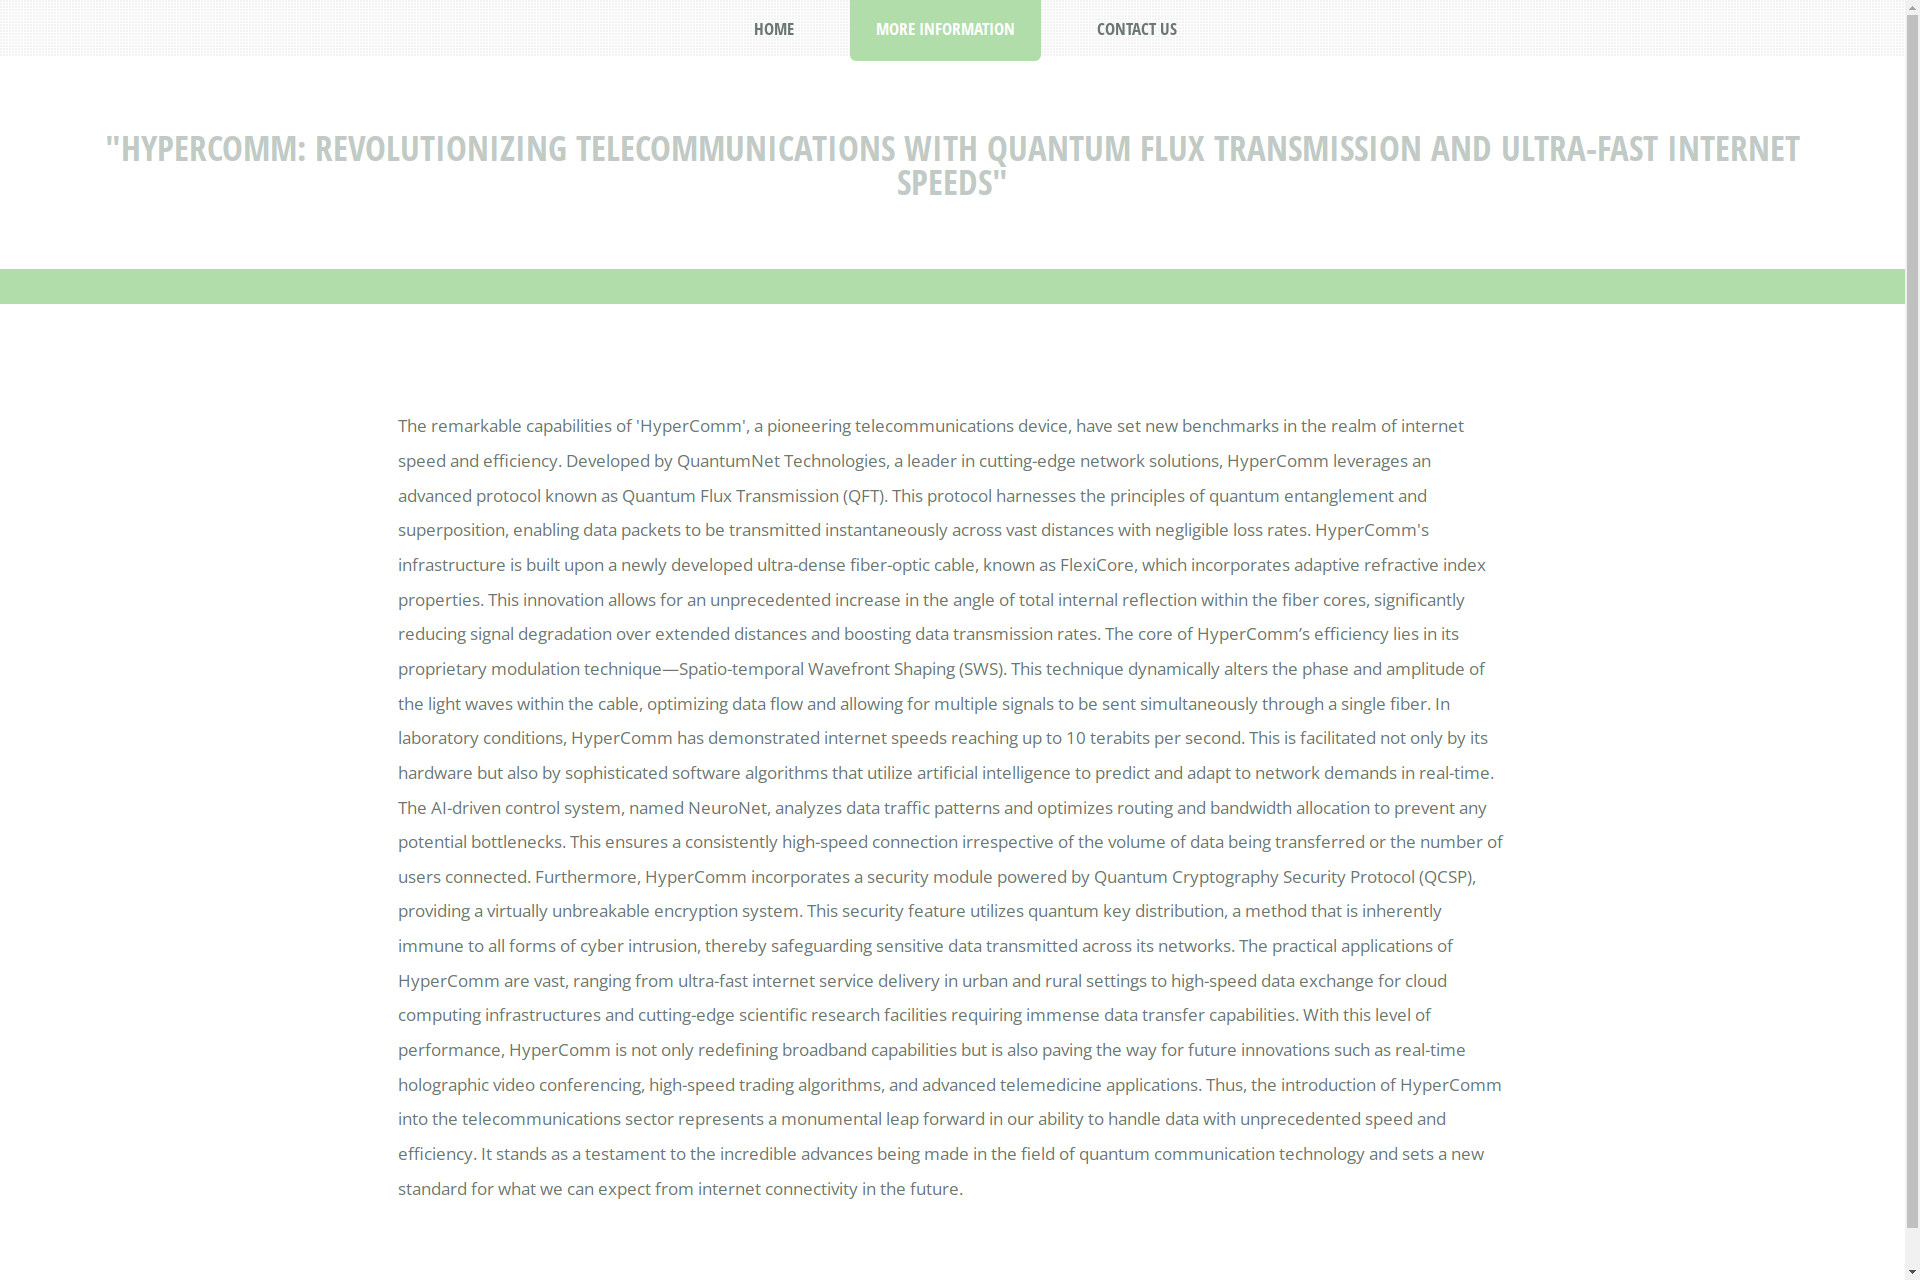 HOME
MORE INFORMATION
CONTACT US
"HYPERCOMM: REVOLUTIONIZING TELECOMMUNICATIONS WITH QUANTUM FLUX TRANSMISSION AND ULTRA-FAST INTERNET
SPEEDS"
The remarkable capabilities of 'HyperComm', a pioneering telecommunications device, have set new benchmarks in the realm of internet
speed and efficiency. Developed by QuantumNet Technologies, a leader in cutting-edge network solutions, HyperComm leverages an
advanced protocol known as Quantum Flux Transmission (QFT). This protocol harnesses the principles of quantum entanglement and
superposition, enabling data packets to be transmitted instantaneously across vast distances with negligible loss rates. HyperComm's
infrastructure is built upon a newly developed ultra-dense fiber-optic cable, known as FlexiCore, which incorporates adaptive refractive index
properties. This innovation allows for an unprecedented increase in the angle of total internal reflection within the fiber cores, significantly
reducing signal degradation over extended distances and boosting data transmission rates. The core of HyperComm’s efficiency lies in its
proprietary modulation technique—Spatio-temporal Wavefront Shaping (SWS). This technique dynamically alters the phase and amplitude of
the light waves within the cable, optimizing data flow and allowing for multiple signals to be sent simultaneously through a single fiber. In
laboratory conditions, HyperComm has demonstrated internet speeds reaching up to 10 terabits per second. This is facilitated not only by its
hardware but also by sophisticated software algorithms that utilize artificial intelligence to predict and adapt to network demands in real-time.
The AI-driven control system, named NeuroNet, analyzes data traffic patterns and optimizes routing and bandwidth allocation to prevent any
potential bottlenecks. This ensures a consistently high-speed connection irrespective of the volume of data being transferred or the number of
users connected. Furthermore, HyperComm incorporates a security module powered by Quantum Cryptography Security Protocol (QCSP),
providing a virtually unbreakable encryption system. This security feature utilizes quantum key distribution, a method that is inherently
immune to all forms of cyber intrusion, thereby safeguarding sensitive data transmitted across its networks. The practical applications of
HyperComm are vast, ranging from ultra-fast internet service delivery in urban and rural settings to high-speed data exchange for cloud
computing infrastructures and cutting-edge scientific research facilities requiring immense data transfer capabilities. With this level of
performance, HyperComm is not only redefining broadband capabilities but is also paving the way for future innovations such as real-time
holographic video conferencing, high-speed trading algorithms, and advanced telemedicine applications. Thus, the introduction of HyperComm
into the telecommunications sector represents a monumental leap forward in our ability to handle data with unprecedented speed and
efficiency. It stands as a testament to the incredible advances being made in the field of quantum communication technology and sets a new
standard for what we can expect from internet connectivity in the future.